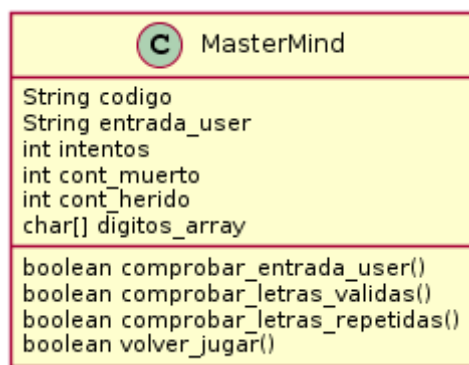 C MasterMind
String codigo
String entrada_user
int intentos
int cont_muerto
int cont_herido
char[] digitos_array
boolean comprobar_entrada_user()
boolean comprobar_letras_validas()
boolean comprobar_letras_repetidas()
boolean volver_jugar()